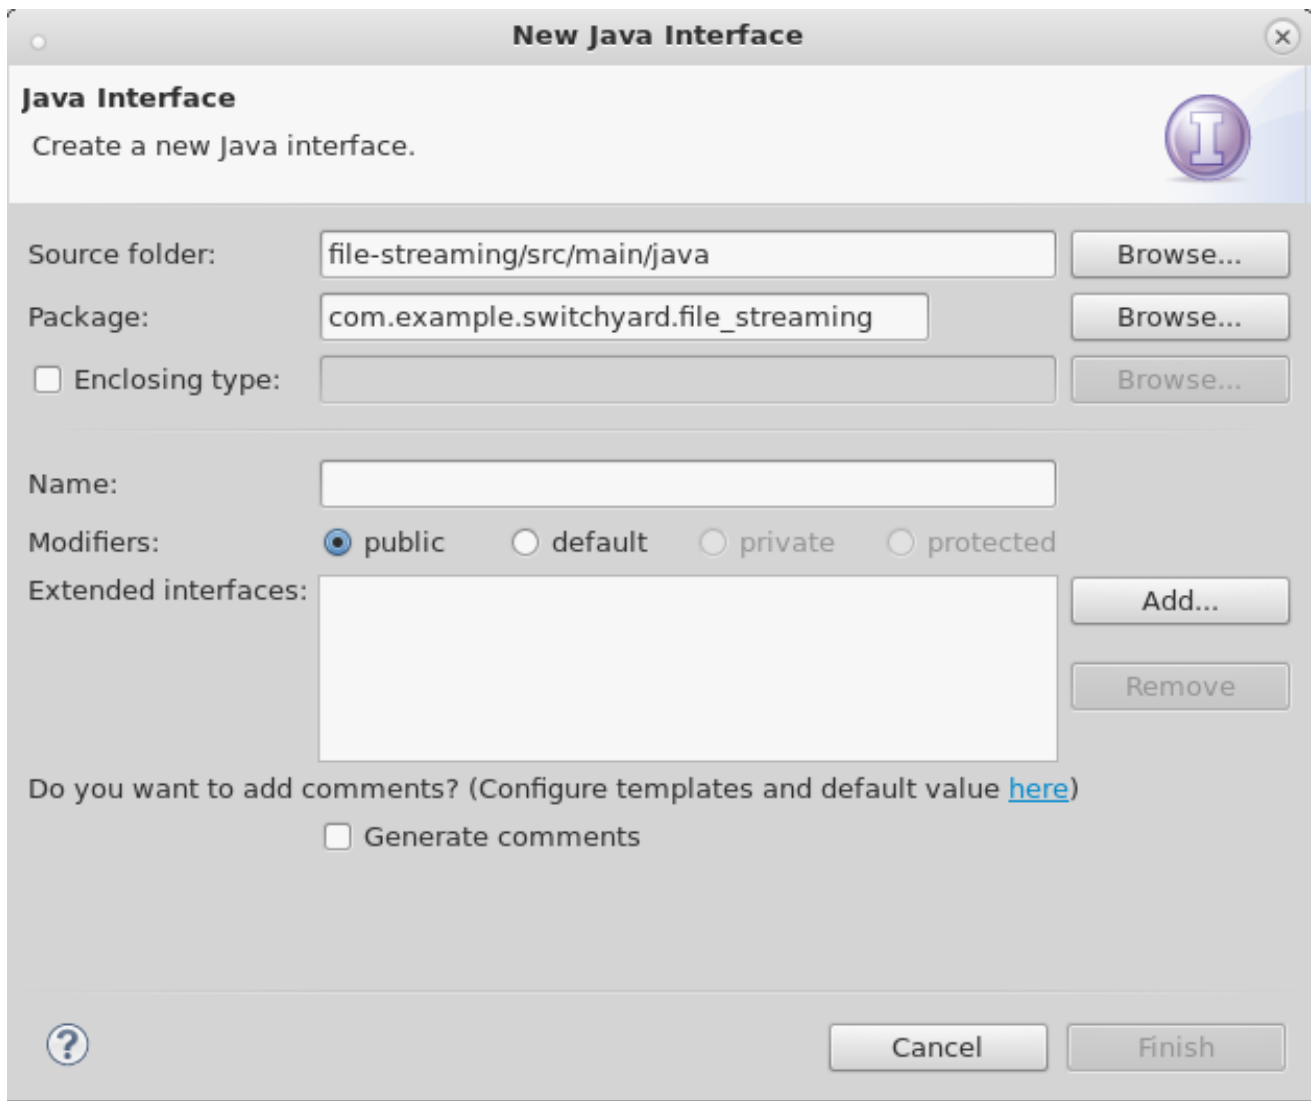 New Java Interface
Java Interface
Create a new Java interface.
I
Source folder: file-streaming/src/main/java Browse...
Package: com.example.switchyard.file_streaming Browse...
Enclosing type: Browse...
Name:
Modifiers: public default private protected
Extended interfaces: Add...
Remove
Do you want to add comments? (Configure templates and default value here)
Generate comments
? Cancel Finish